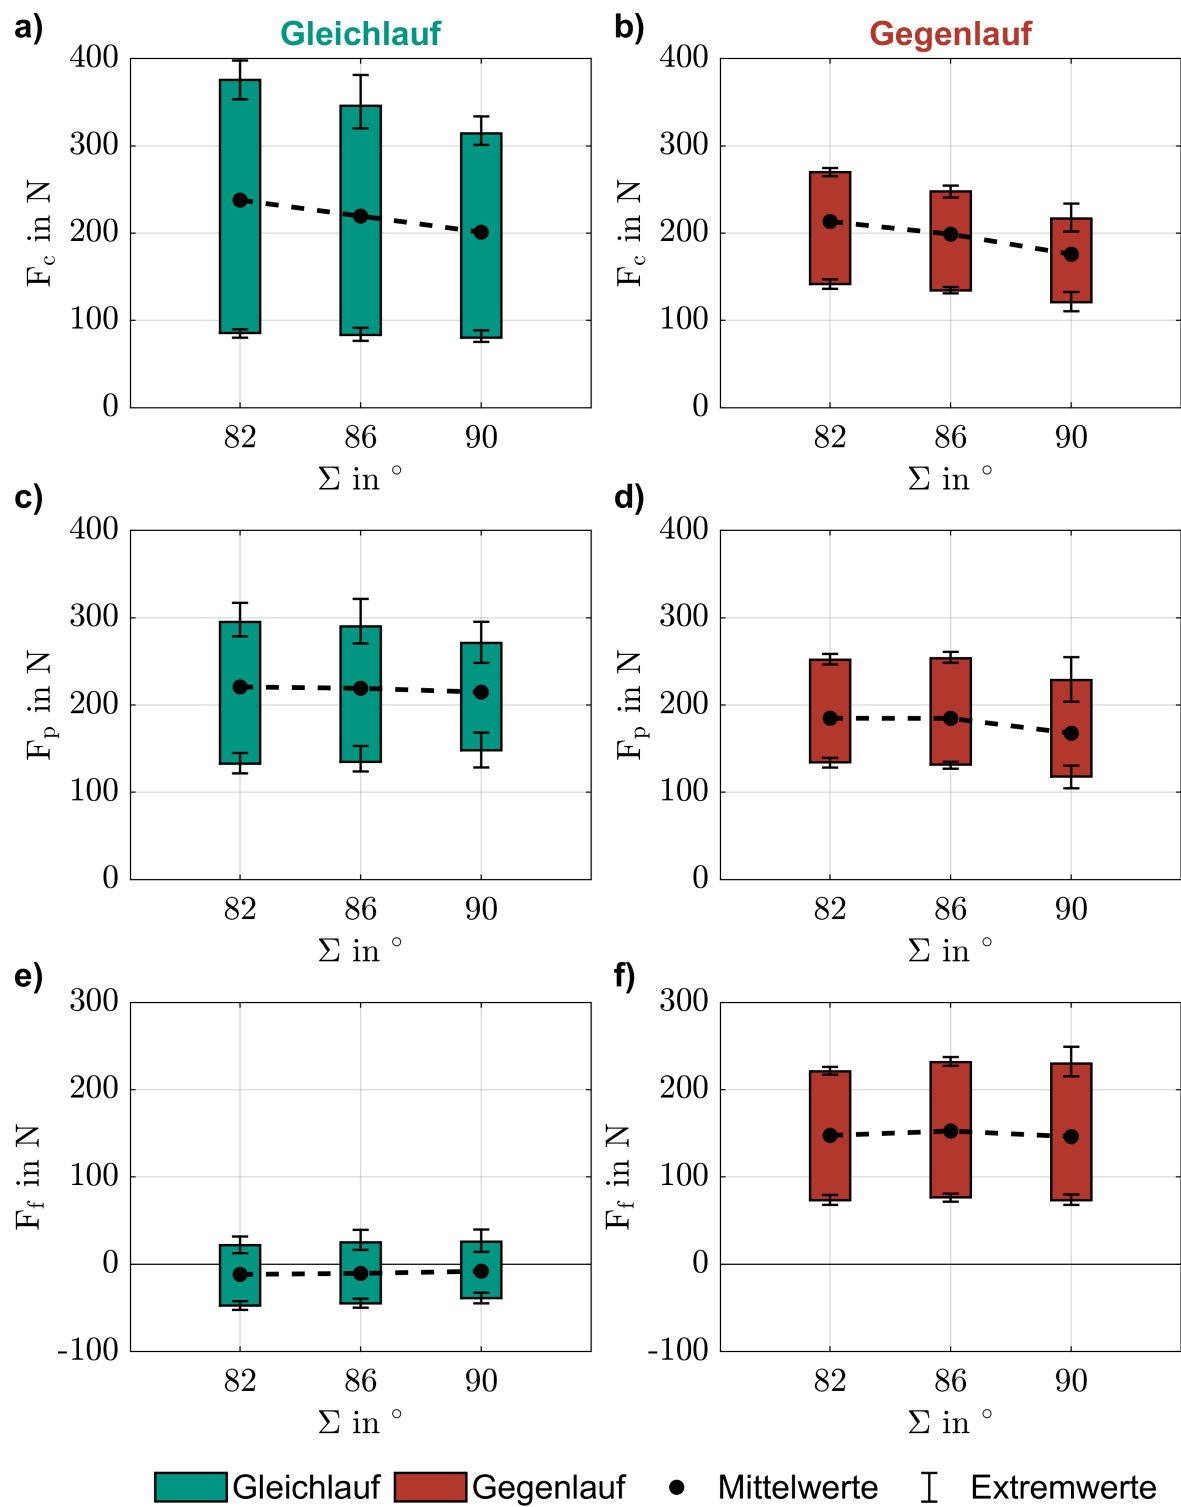 a) Gleichlauf
400
300
200
100
0
F_c in N
82 86 90
Σ in °
b) Gegenlauf
400
300
200
100
0
F_c in N
82 86 90
Σ in °
c)
400
300
200
100
0
F_p in N
82 86 90
Σ in °
d)
400
300
200
100
0
F_p in N
82 86 90
Σ in °
e)
300
200
100
0
-100
F_f in N
82 86 90
Σ in °
f)
300
200
100
0
-100
F_f in N
82 86 90
Σ in °
Gleichlauf Gegenlauf Mittelwerte Extremwerte